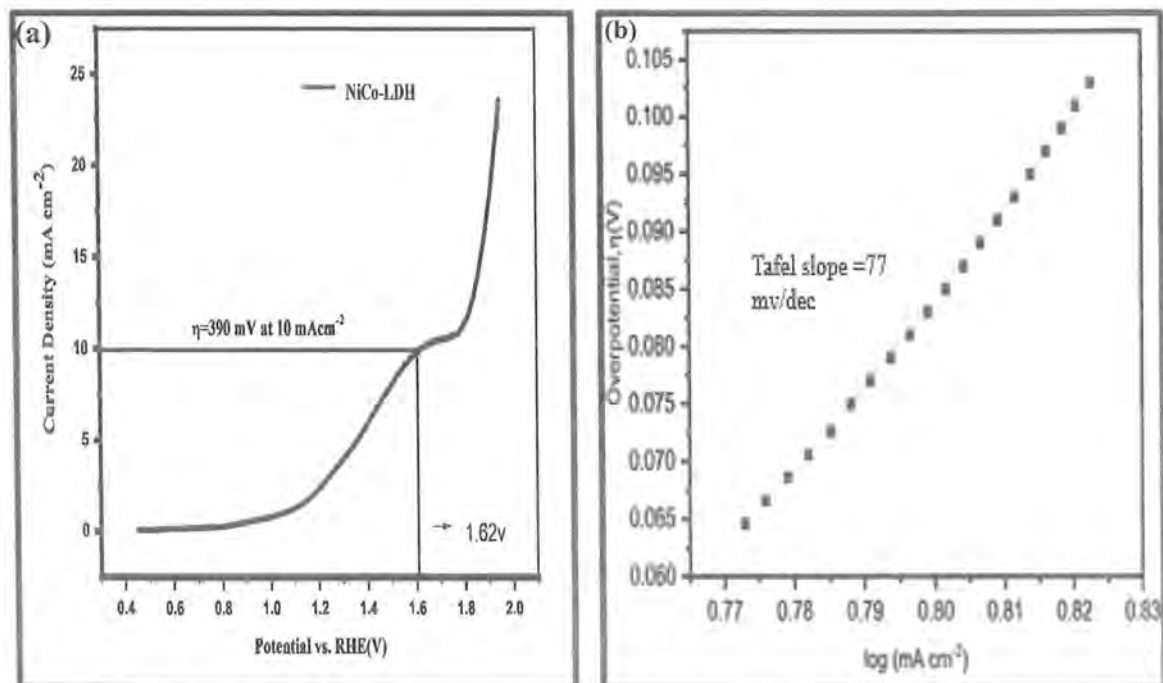 (a)
NiCo-LDH
η=390 mV at 10 mAcm-2
→ 1.62v
Current Density (mA cm-2)
25
20
15
10
5
0
0.4 0.6 0.8 1.0 1.2 1.4 1.6 1.8 2.0
Potential vs. RHE(V)
(b)
Tafel slope =77
mv/dec
Overpotential,η(V)
0.105
0.100
0.095
0.090
0.085
0.080
0.075
0.070
0.065
0.060
0.77 0.78 0.79 0.80 0.81 0.82 0.83
log (mA cm-2)